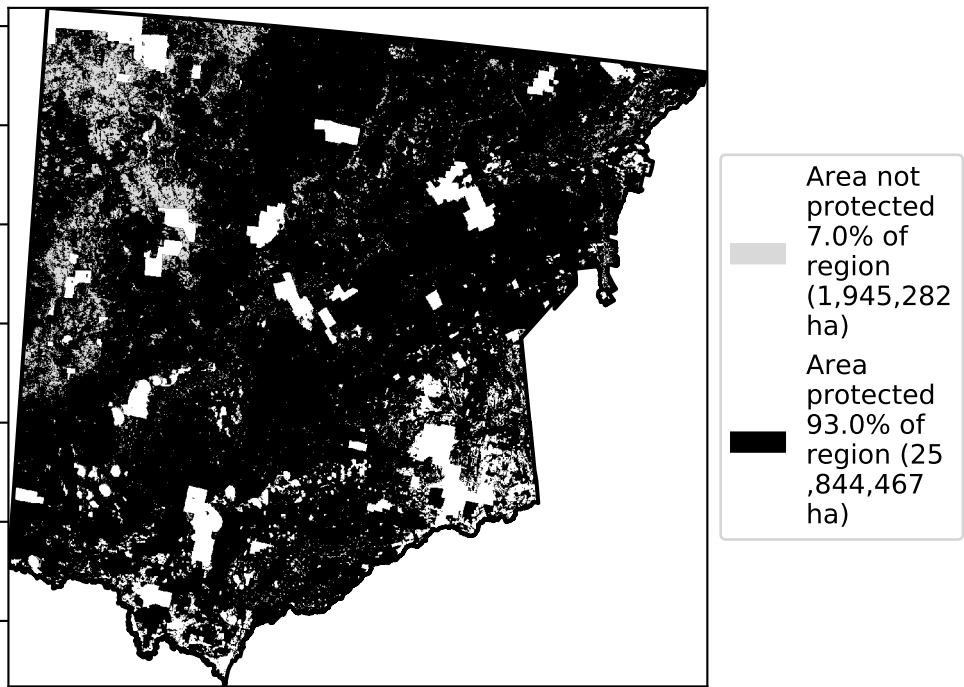 Area not
protected
7.0% of
region
(1,945,282
ha)
Area
protected
93.0% of
region (25
,844,467
ha)